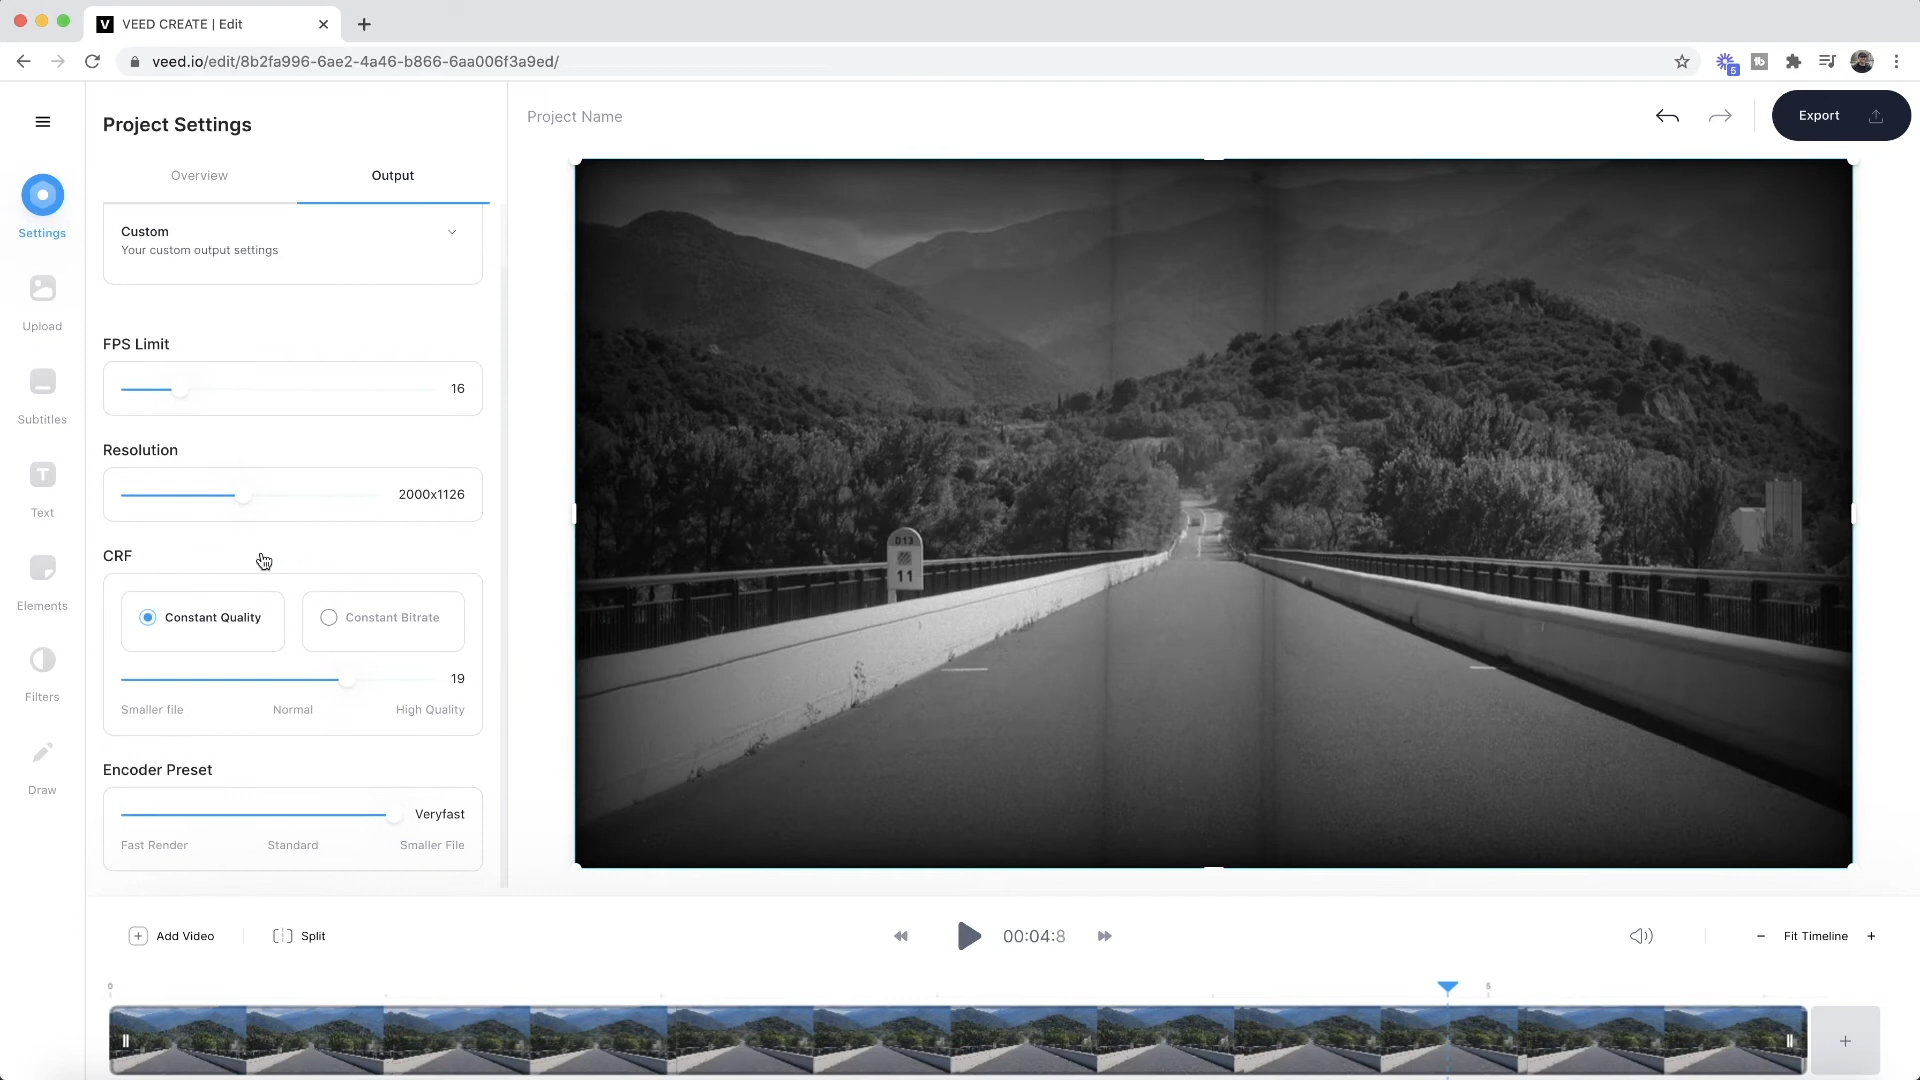 VEED CREATE | Edit
veed.io/edit/8b2fa996-6ae2-4a46-b866-6aa006f3a9ed/
5
tb
Project Settings
Project Name
Export
Overview
Output
Settings
Custom
Your custom output settings
Upload
FPS Limit
16
Subtitles
Resolution
2000x1126
T
Text
D13
11
CRF
Constant Quality
Constant Bitrate
Elements
19
Smaller file
Normal
High Quality
Filters
Encoder Preset
Veryfast
Draw
Fast Render
Standard
Smaller File
Add Video
Split
00:04:8
Fit Timeline
0
5